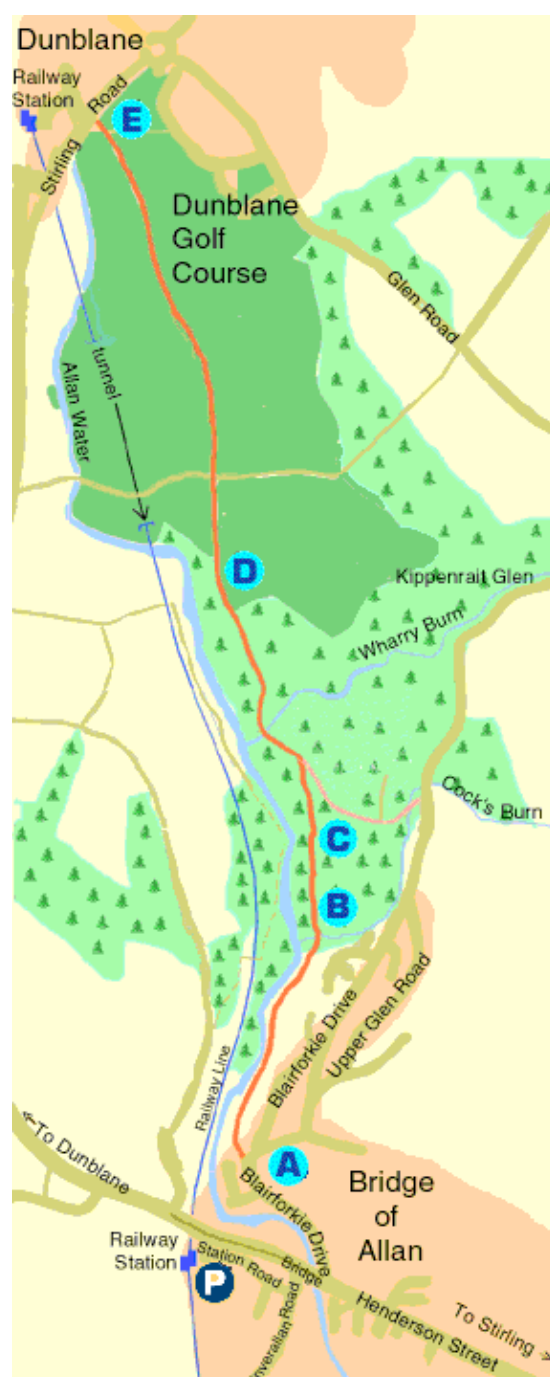 Dunblane
Railway
Station
Stirling Road
E
Dunblane
Golf
Course
Glen Road
tunnel
Allan Water
D
Kippenrait Glen
Wharry Burn
Cock's Burn
C
B
Blairforkie Drive
Upper Glen Road
Railway Line
To Dunblane
A
Blairforkie Drive
Bridge
of
Allan
Railway
Station
P
Station Road
Bridge
Henderson Street
To Stirling
nverallan Road